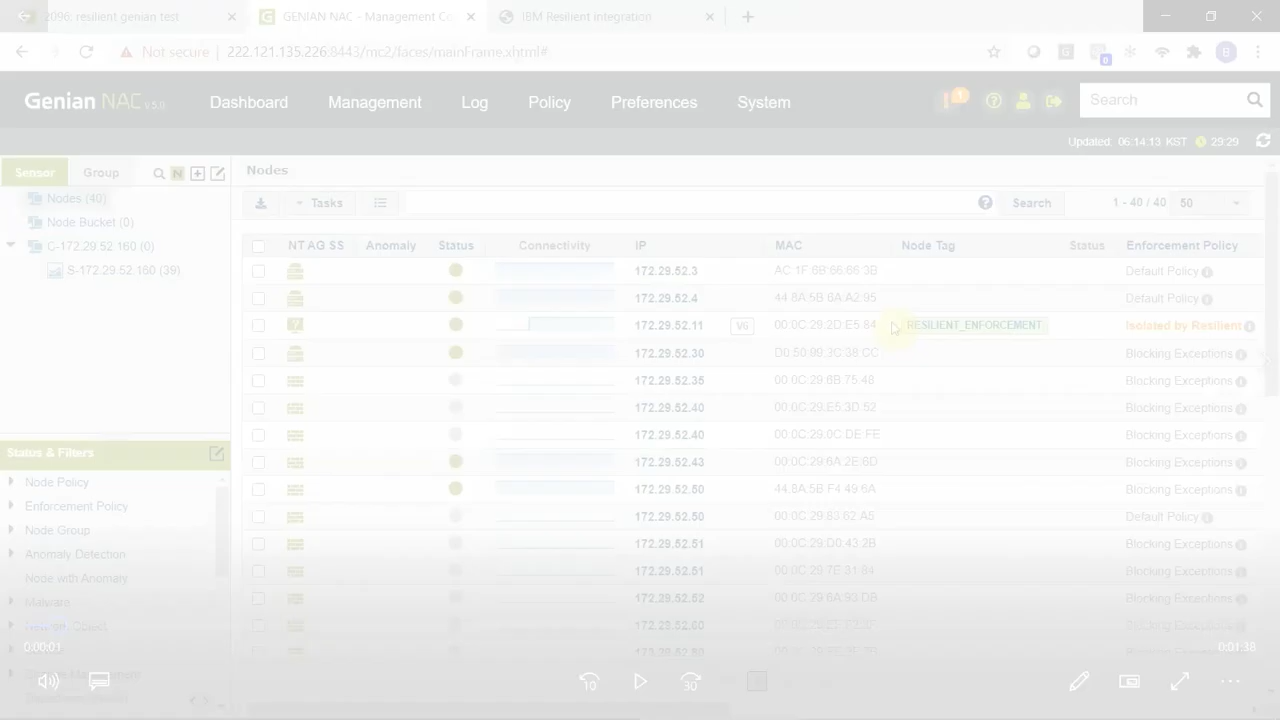 2096: resilient genian test GENIAN NAC - Management Co IBM Resilient integration
Not secure | 222.121.135.226:8443/mc2/faces/mainFrame.xhtml#
Genian NAC v 5.0 Dashboard Management Log Policy Preferences System 1 Search
Updated: 06:14:13 KST 29:29
Sensor Group Nodes
Nodes (40) Tasks Search 1 - 40 / 40 50
Node Bucket (0)
C-172.29.52.160 (0) NT AG SS Anomaly Status Connectivity IP MAC Node Tag Status Enforcement Policy
S-172.29.52.160 (39) 172.29.52.3 AC:1F:6B:66:66:3B Default Policy
172.29.52.4 44:8A:5B:6A:A2:95 Default Policy
172.29.52.11 VG 00:0C:29:2D:E5:84 RESILIENT_ENFORCEMENT Isolated by Resilient
172.29.52.30 D0:50:99:3C:38:CC Blocking Exceptions
172.29.52.35 00:0C:29:6B:75:48 Blocking Exceptions
172.29.52.40 00:0C:29:E5:3D:52 Blocking Exceptions
172.29.52.40 00:0C:29:0C:DE:FE Blocking Exceptions
Status & Filters 172.29.52.43 00:0C:29:6A:2E:6D Blocking Exceptions
Node Policy 172.29.52.50 44:8A:5B:F4:49:6A Blocking Exceptions
Enforcement Policy 172.29.52.50 00:0C:29:83:62:A5 Default Policy
Node Group 172.29.52.51 00:0C:29:D0:43:2B Blocking Exceptions
Anomaly Detection
Node with Anomaly 172.29.52.51 00:0C:29:7E:31:84 Blocking Exceptions
Malware 172.29.52.52 00:0C:29:6A:93:DB Blocking Exceptions
Network Object 172.29.52.60 Blocking Exceptions
0:00:01 0:01:38
10 30